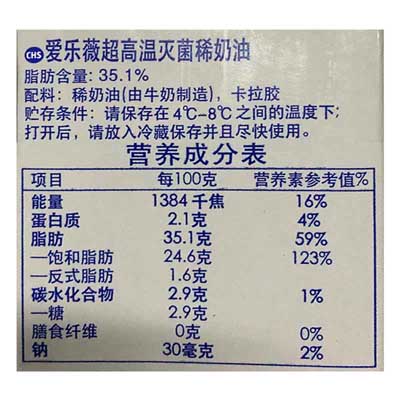 CHS 爱乐薇超高温灭菌稀奶油
脂肪含量: 35.1%
配料: 稀奶油(由牛奶制造), 卡拉胶
贮存条件: 请保存在4℃-8℃之间的温度下;
打开后, 请放入冷藏保存并且尽快使用.
营养成分表
项目 每100克 营养素参考值%
能量 1384千焦 16%
蛋白质 2.1克 4%
脂肪 35.1克 59%
—饱和脂肪 24.6克 123%
—反式脂肪 1.6克
碳水化合物 2.9克 1%
—糖 2.9克
膳食纤维 0克 0%
钠 30毫克 2%